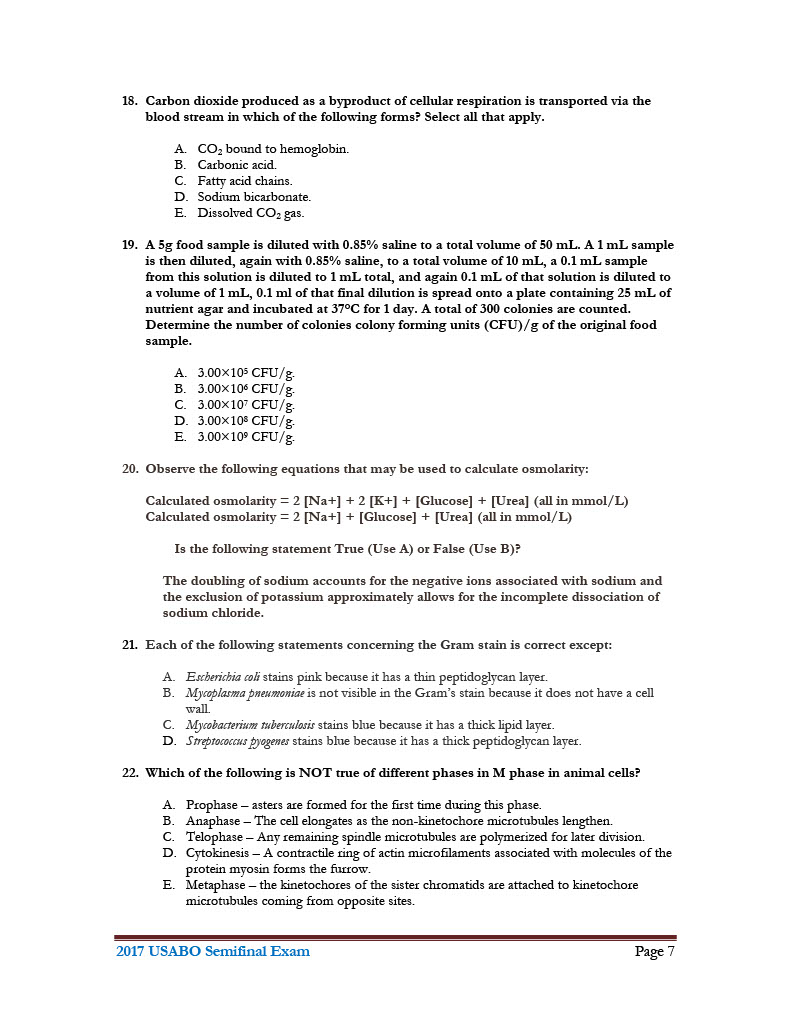 18. Carbon dioxide produced as a byproduct of cellular respiration is transported via the
blood stream in which of the following forms? Select all that apply.
A. CO₂ bound to hemoglobin.
B. Carbonic acid.
C. Fatty acid chains.
D. Sodium bicarbonate.
E. Dissolved CO₂ gas.
19. A 5g food sample is diluted with 0.85% saline to a total volume of 50 mL. A 1 mL sample
is then diluted, again with 0.85% saline, to a total volume of 10 mL, a 0.1 mL sample
from this solution is diluted to 1 mL total, and again 0.1 mL of that solution is diluted to
a volume of 1 mL, 0.1 ml of that final dilution is spread onto a plate containing 25 mL of
nutrient agar and incubated at 37°C for 1 day. A total of 300 colonies are counted.
Determine the number of colonies colony forming units (CFU)/g of the original food
sample.
A. 3.00×10⁵ CFU/g.
B. 3.00×10⁶ CFU/g.
C. 3.00×10⁷ CFU/g.
D. 3.00×10⁸ CFU/g.
E. 3.00×10⁹ CFU/g.
20. Observe the following equations that may be used to calculate osmolarity:
Calculated osmolarity = 2 [Na+] + 2 [K+] + [Glucose] + [Urea] (all in mmol/L)
Calculated osmolarity = 2 [Na+] + [Glucose] + [Urea] (all in mmol/L)
Is the following statement True (Use A) or False (Use B)?
The doubling of sodium accounts for the negative ions associated with sodium and
the exclusion of potassium approximately allows for the incomplete dissociation of
sodium chloride.
21. Each of the following statements concerning the Gram stain is correct except:
A. Escherichia coli stains pink because it has a thin peptidoglycan layer.
B. Mycoplasma pneumoniae is not visible in the Gram's stain because it does not have a cell
wall.
C. Mycobacterium tuberculosis stains blue because it has a thick lipid layer.
D. Streptococcus pyogenes stains blue because it has a thick peptidoglycan layer.
22. Which of the following is NOT true of different phases in M phase in animal cells?
A. Prophase – asters are formed for the first time during this phase.
B. Anaphase – The cell elongates as the non-kinetochore microtubules lengthen.
C. Telophase – Any remaining spindle microtubules are polymerized for later division.
D. Cytokinesis – A contractile ring of actin microfilaments associated with molecules of the
protein myosin forms the furrow.
E. Metaphase – the kinetochores of the sister chromatids are attached to kinetochore
microtubules coming from opposite sites.
2017 USABO Semifinal Exam Page 7